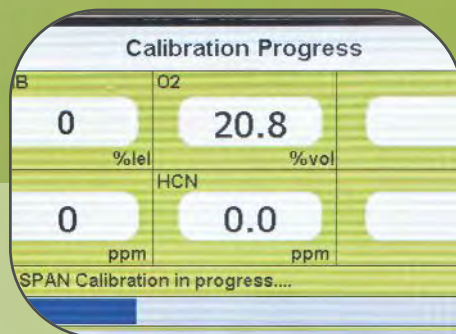 Calibration Progress
O2
0
20.8
%lel
%vol
HCN
0
0.0
ppm
ppm
SPAN Calibration in progress....